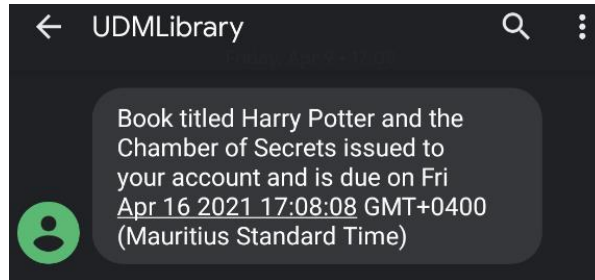 UDMLibrary
Book titled Harry Potter and the
Chamber of Secrets issued to
your account and is due on Fri
Apr 16 2021 17:08:08 GMT+0400
(Mauritius Standard Time)